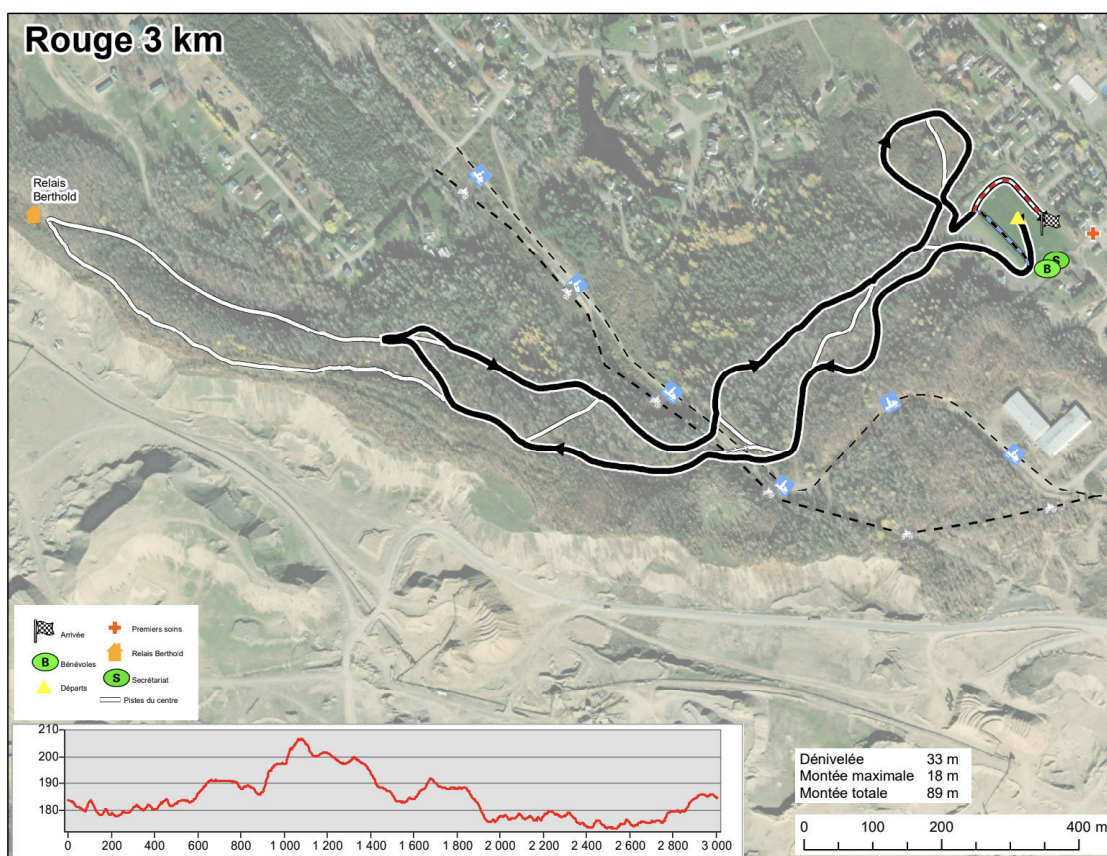 Rouge 3 km
Relais
Berthold
S
B
Arrivée
Premiers soins
B
Bénévoles
Relais Berthold
Départs
S
Secrétariat
Pistes du centre
210
200
190
180
0 200 400 600 800 1 000 1 200 1 400 1 600 1 800 2 000 2 200 2 400 2 600 2 800 3 000
Dénivelée 33 m
Montée maximale 18 m
Montée totale 89 m
0 100 200 400 m